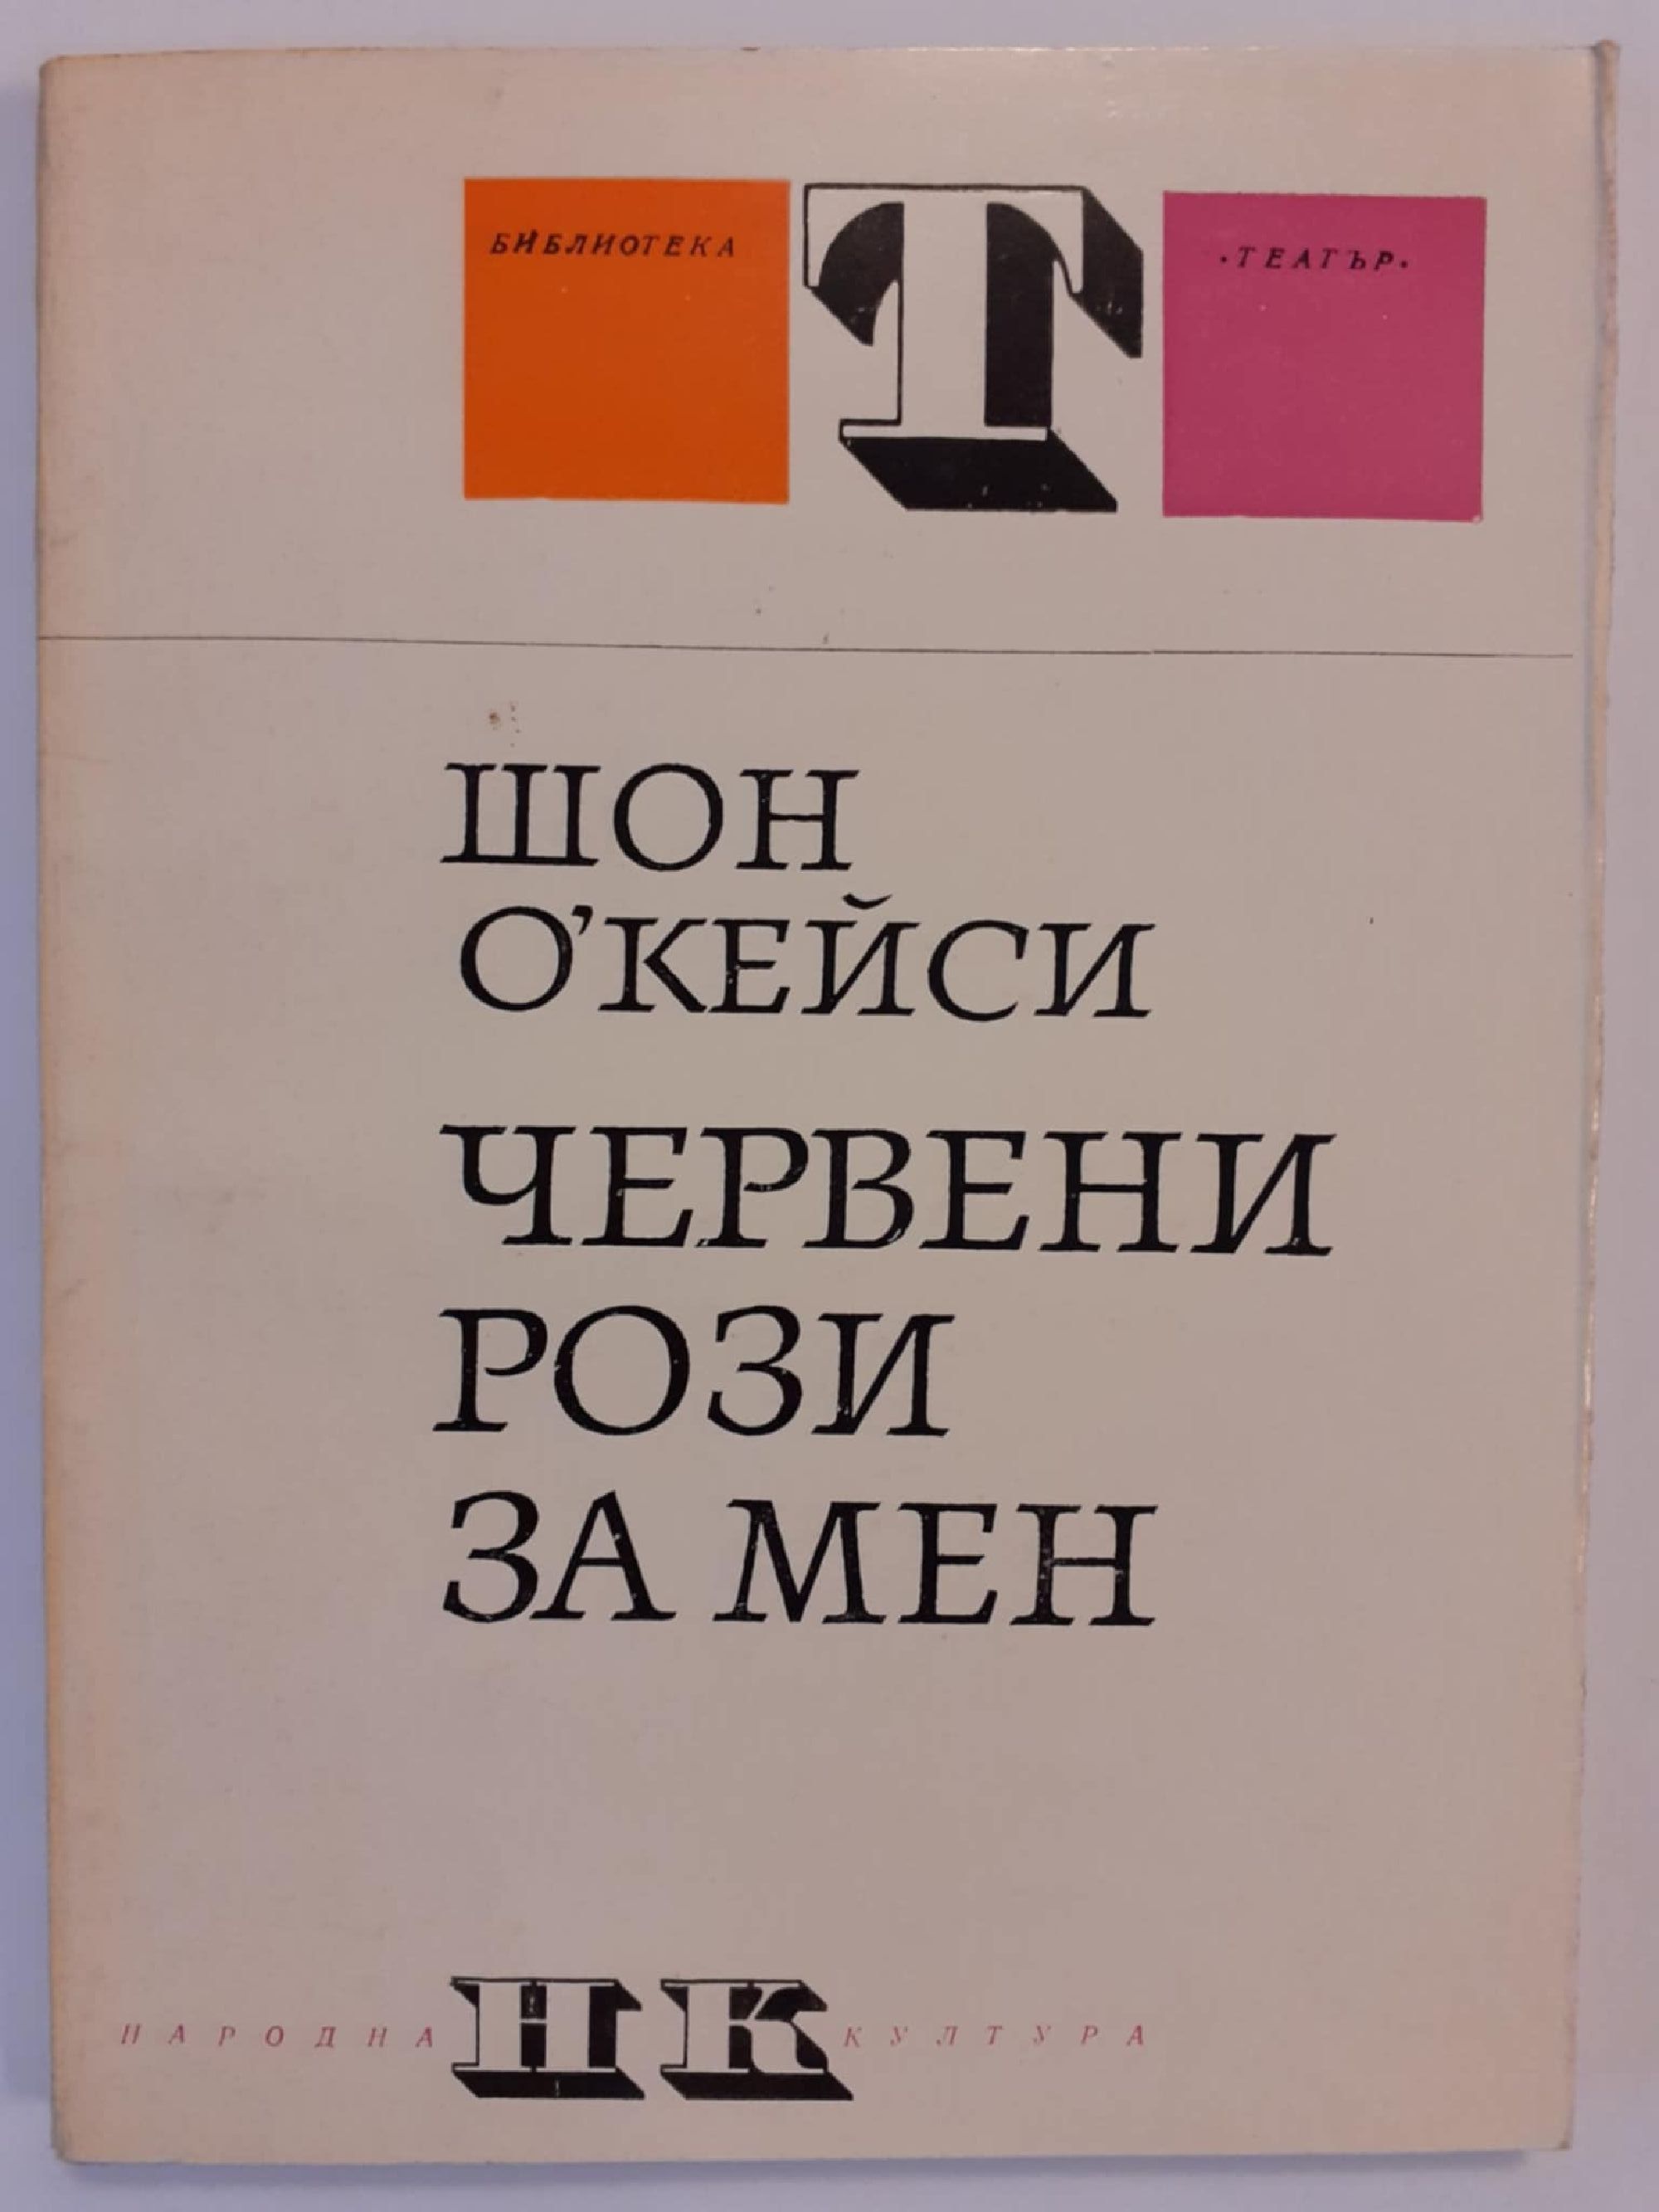 БИБЛИОТЕКА Т •ТЕАТЪР•
ШОН
О'КЕЙСИ
ЧЕРВЕНИ
РОЗИ
ЗА МЕН
НАРОДНА НК КУЛТУРА